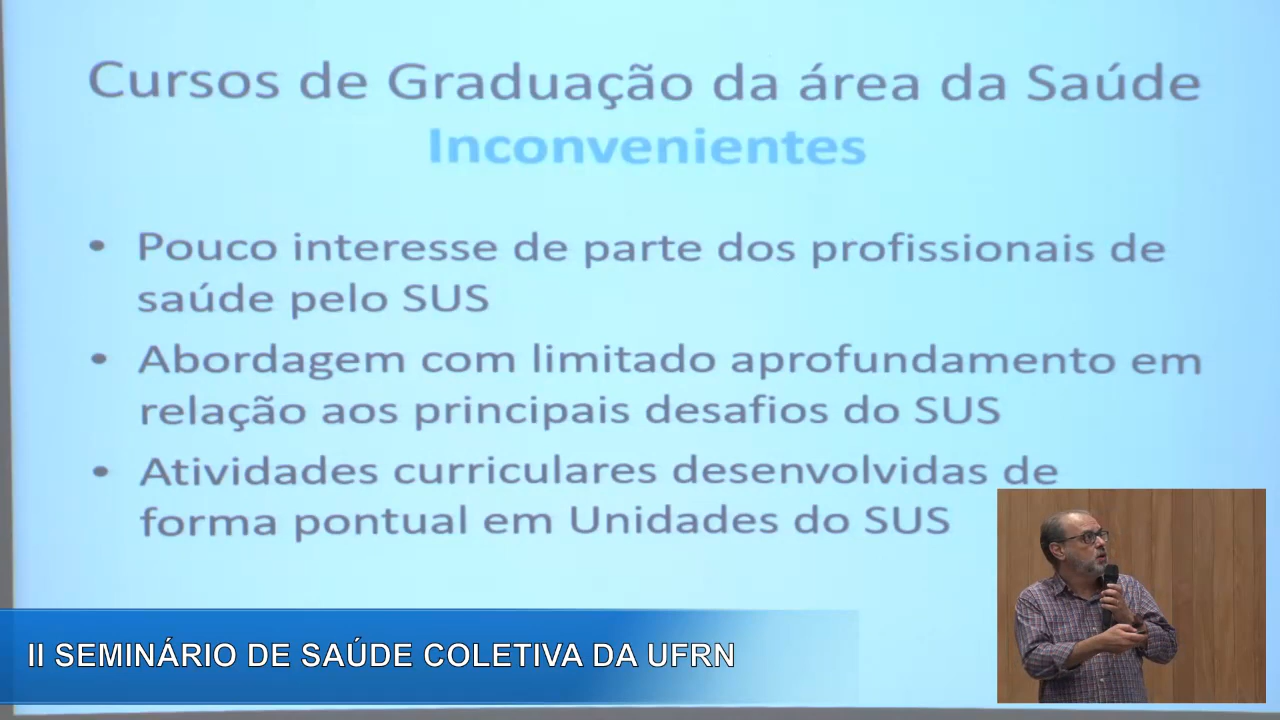 Cursos de Graduação da área da Saúde
Inconvenientes
• Pouco interesse de parte dos profissionais de
saúde pelo SUS
• Abordagem com limitado aprofundamento em
relação aos principais desafios do SUS
• Atividades curriculares desenvolvidas de
forma pontual em Unidades do SUS
II SEMINÁRIO DE SAÚDE COLETIVA DA UFRN